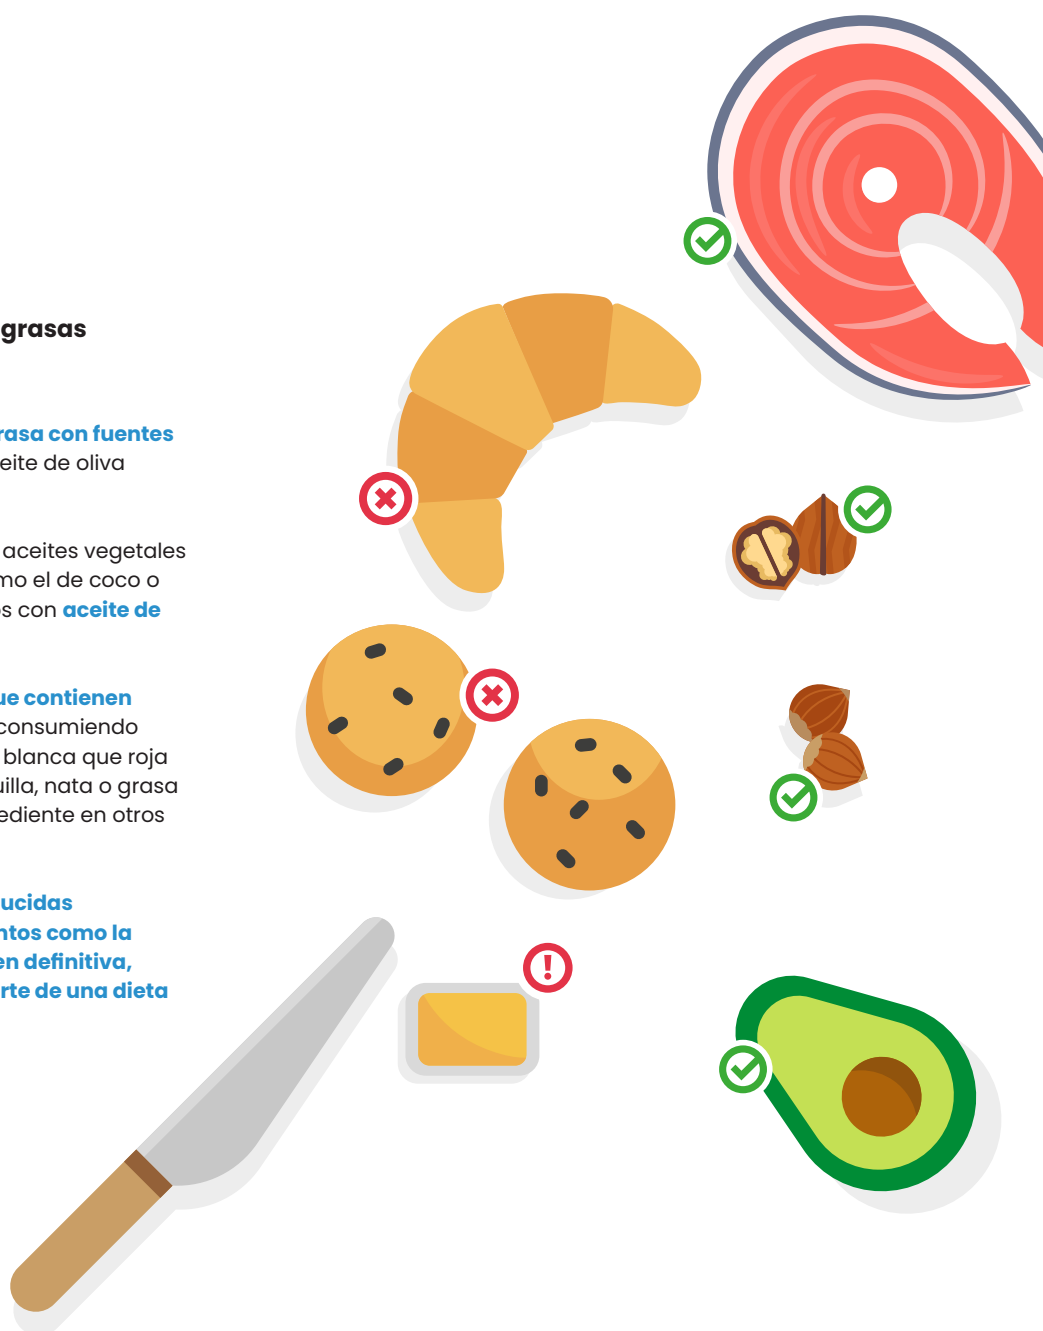 grasas
rasa con fuentes
eite de oliva
aceites vegetales
mo el de coco o
s con aceite de
ue contienen
consumiendo
blanca que roja
uilla, nata o grasa
ediente en otros
ucidas
ntos como la
en definitiva,
rte de una dieta
!